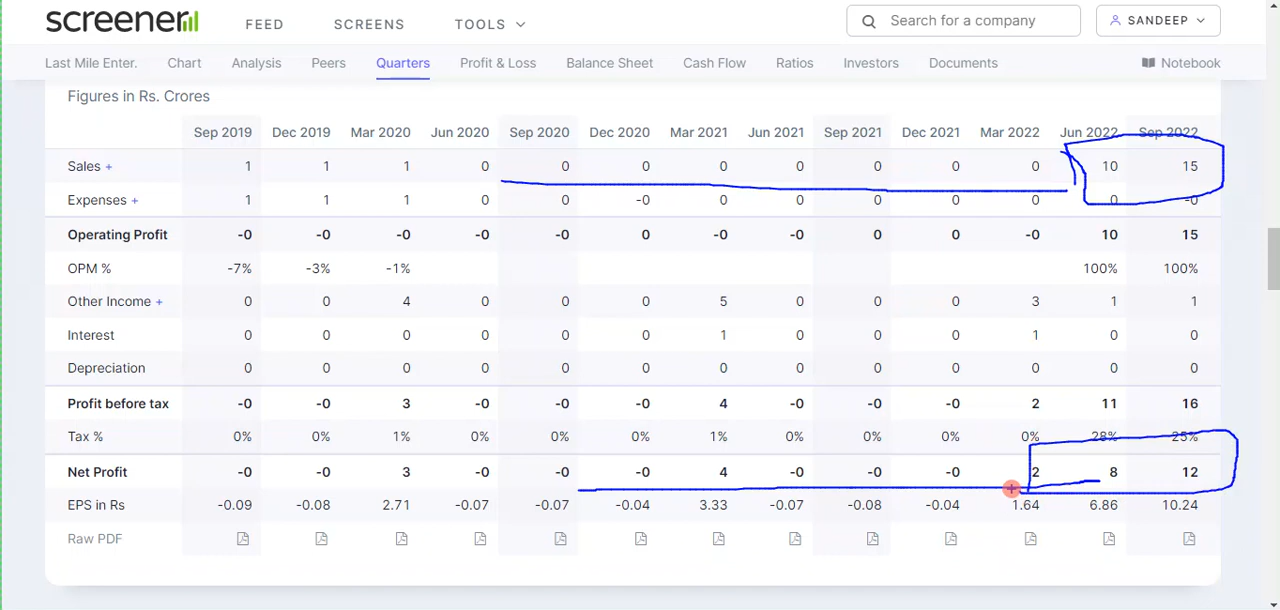 screener FEED SCREENS TOOLS Search for a company SANDEEP
Last Mile Enter. Chart Analysis Peers Quarters Profit & Loss Balance Sheet Cash Flow Ratios Investors Documents Notebook
Figures in Rs. Crores
Sep 2019 Dec 2019 Mar 2020 Jun 2020 Sep 2020 Dec 2020 Mar 2021 Jun 2021 Sep 2021 Dec 2021 Mar 2022 Jun 2022 Sep 2022
Sales + 1 1 1 0 0 0 0 0 0 0 0 10 15
Expenses + 1 1 1 0 0 -0 0 0 0 0 0 0 -0
Operating Profit -0 -0 -0 -0 -0 0 -0 -0 0 0 -0 10 15
OPM % -7% -3% -1% 100% 100%
Other Income + 0 0 4 0 0 0 5 0 0 0 3 1 1
Interest 0 0 0 0 0 0 1 0 0 0 1 0 0
Depreciation 0 0 0 0 0 0 0 0 0 0 0 0 0
Profit before tax -0 -0 3 -0 -0 -0 4 -0 -0 -0 2 11 16
Tax % 0% 0% 1% 0% 0% 0% 1% 0% 0% 0% 0% 28% 25%
Net Profit -0 -0 3 -0 -0 -0 4 -0 -0 -0 2 8 12
EPS in Rs -0.09 -0.08 2.71 -0.07 -0.07 -0.04 3.33 -0.07 -0.08 -0.04 1.64 6.86 10.24
Raw PDF